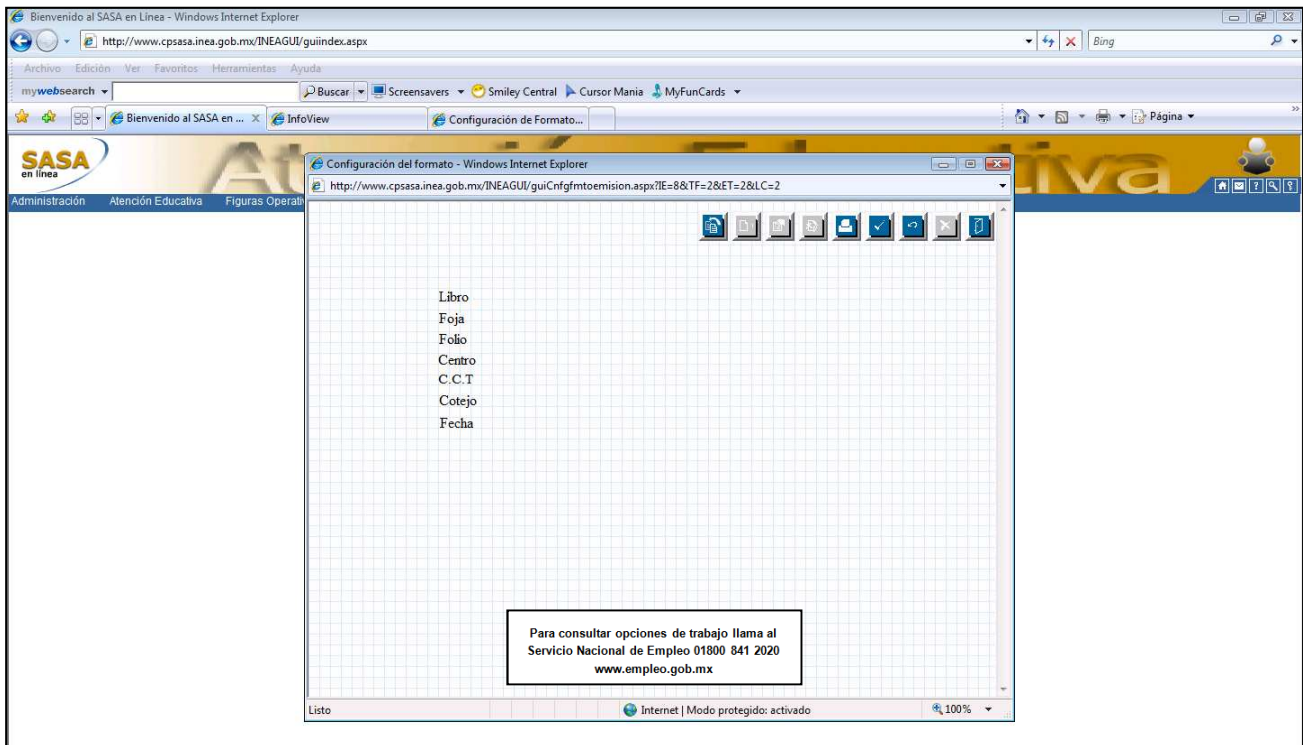 Bienvenido al SASA en Línea - Windows Internet Explorer
http://www.cpsasa.inea.gob.mx/INEAGUI/guiindex.aspx
Bing
Archivo Edición Ver Favoritos Herramientas Ayuda
mywebsearch Buscar Screensavers Smiley Central Cursor Mania MyFunCards
Bienvenido al SASA en ... X InfoView Configuración de Formato... Página
SASA
en línea
Administración Atención Educativa Figuras Operati
Configuración del formato - Windows Internet Explorer
http://www.cpsasa.inea.gob.mx/INEAGUI/guiCnfgfmtoemision.aspx?IE=8&TF=2&ET=2&LC=2
Libro
Foja
Folio
Centro
C.C.T
Cotejo
Fecha
Para consultar opciones de trabajo llama al
Servicio Nacional de Empleo 01800 841 2020
www.empleo.gob.mx
Listo Internet | Modo protegido: activado 100%